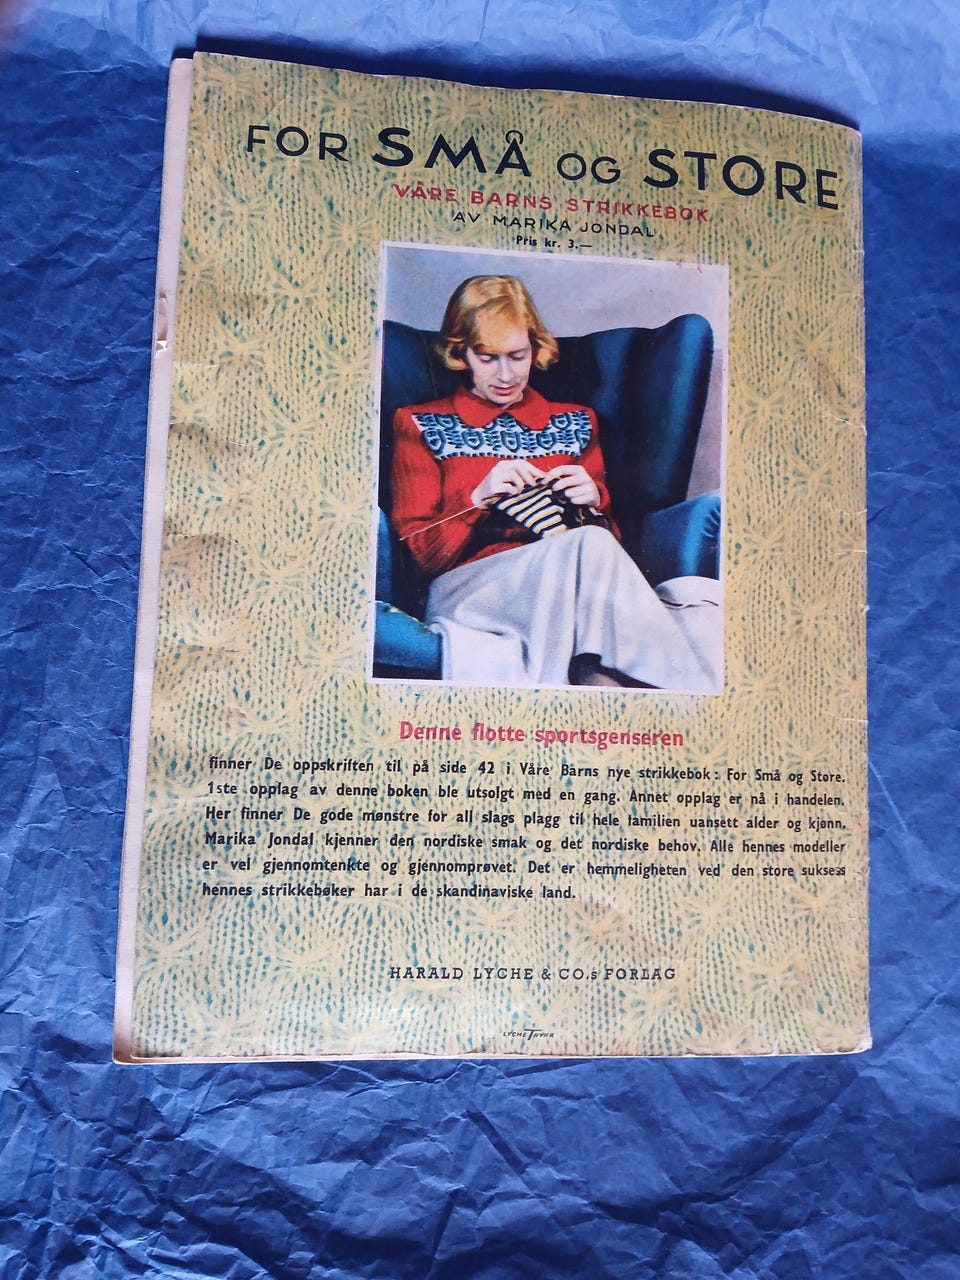 FOR SMÅ OG STORE
VÅRE BARNS STRIKKEBOK
AV MARIKA JONDAL
Pris kr. 3.—
Denne flotte sportsgenseren
finner De oppskriften til på side 42 i Våre Barns nye strikkebok: For Små og Store.
1ste opplag av denne boken ble utsolgt med en gang. Annet opplag er nå i handelen.
Her finner De gode mønstre for all slags plagg til hele familien uansett alder og kjønn.
Marika Jondal kjenner den nordiske smak og det nordiske behov. Alle hennes modeller
er vel gjennomtenkte og gjennomprøvet. Det er hemmeligheten ved den store suksess
hennes strikkebøker har i de skandinaviske land.
HARALD LYCHE & CO.s FORLAG
LYCHE TRYKK